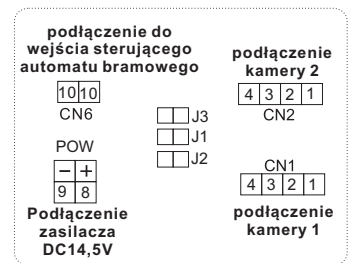 podłączenie do
wejścia sterującego
automatu bramowego
10 10
CN6
POW
– +
9 8
Podłączenie
zasilacza
DC14,5V
J3
J1
J2
podłączenie
kamery 2
4 3 2 1
CN2
CN1
4 3 2 1
podłączenie
kamery 1